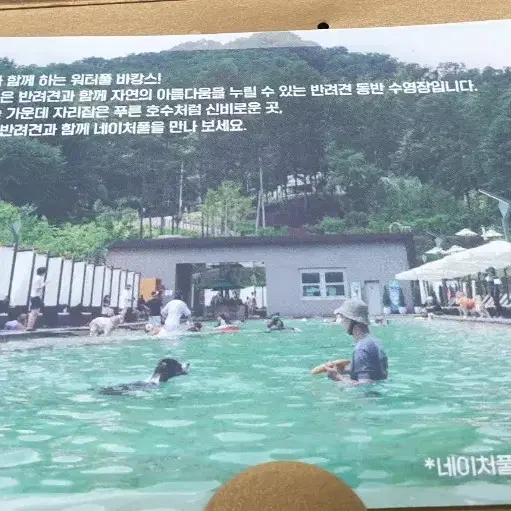 함께 하는 워터풀 바캉스!
은 반려견과 함께 자연의 아름다움을 누릴 수 있는 반려견 동반 수영장입니다.
가운데 자리잡은 푸른 호수처럼 신비로운 곳,
반려견과 함께 네이처풀을 만나 보세요.
*네이처풀